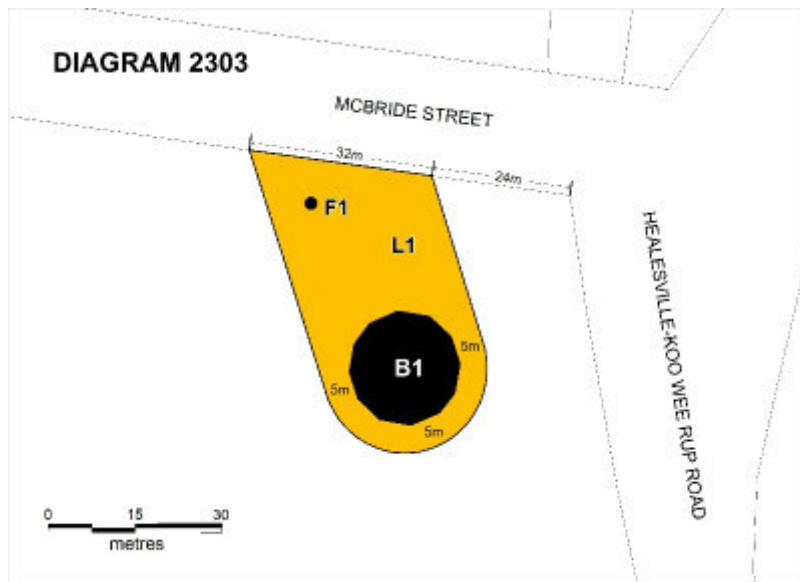 DIAGRAM 2303
MCBRIDE STREET
32m
24m
F1
L1
HEALESVILLE-KOO WEE RUP ROAD
5m
B1
5m
5m
0 15 30
metres